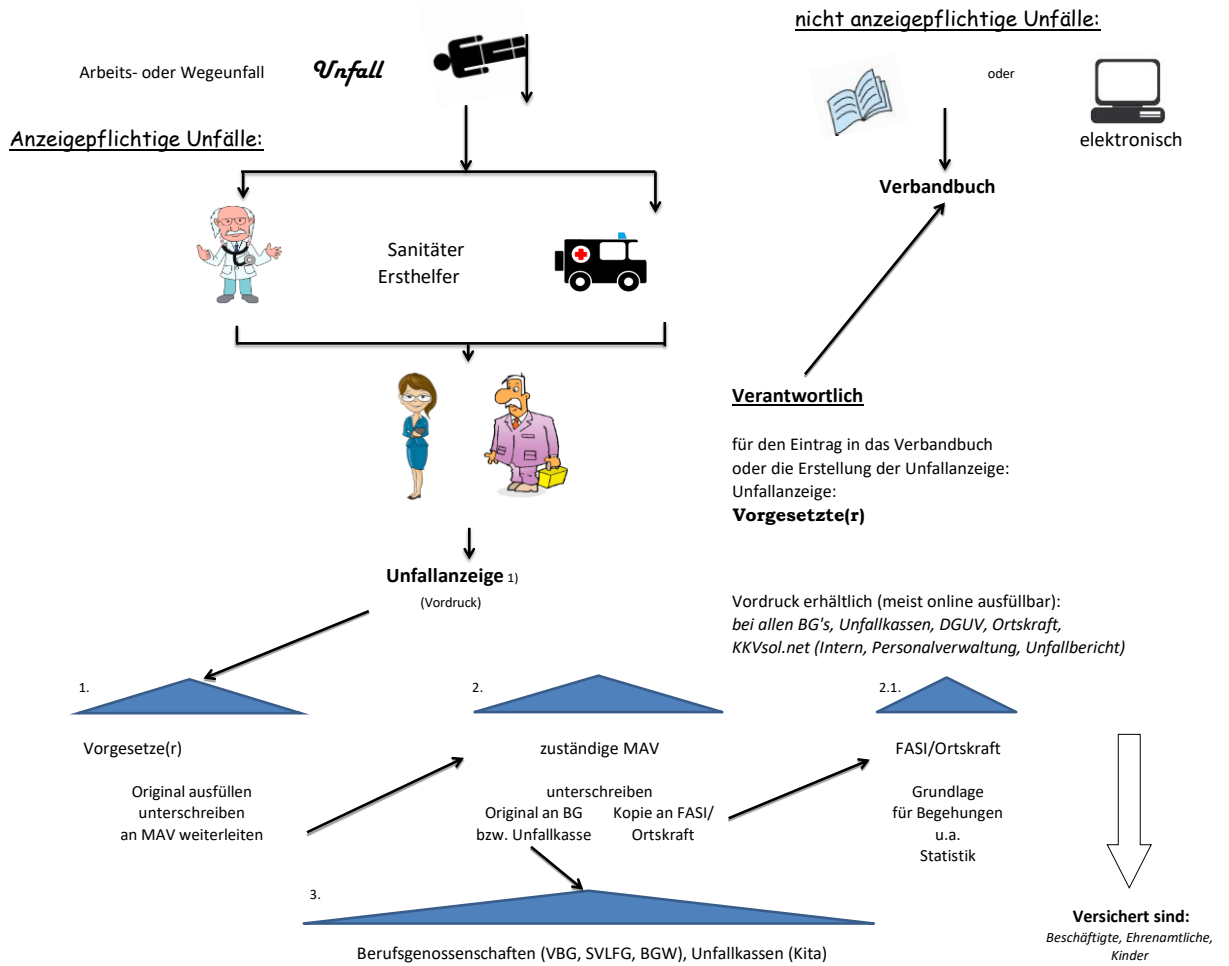 nicht anzeigepflichtige Unfälle:
Arbeits- oder Wegeunfall
Unfall
oder
elektronisch
Anzeigepflichtige Unfälle:
Verbandbuch
Sanitäter
Ersthelfer
Verantwortlich
für den Eintrag in das Verbandbuch
oder die Erstellung der Unfallanzeige:
Unfallanzeige:
Vorgesetzte(r)
Unfallanzeige 1)
(Vordruck)
Vordruck erhältlich (meist online ausfüllbar):
bei allen BG's, Unfallkassen, DGUV, Ortskraft,
KKVsol.net (Intern, Personalverwaltung, Unfallbericht)
1.
Vorgesetze(r)
Original ausfüllen
unterschreiben
an MAV weiterleiten
2.
zuständige MAV
unterschreiben
Original an BG Kopie an FASI/
bzw. Unfallkasse Ortskraft
2.1.
FASI/Ortskraft
Grundlage
für Begehungen
u.a.
Statistik
3.
Berufsgenossenschaften (VBG, SVLFG, BGW), Unfallkassen (Kita)
Versichert sind:
Beschäftigte, Ehrenamtliche,
Kinder